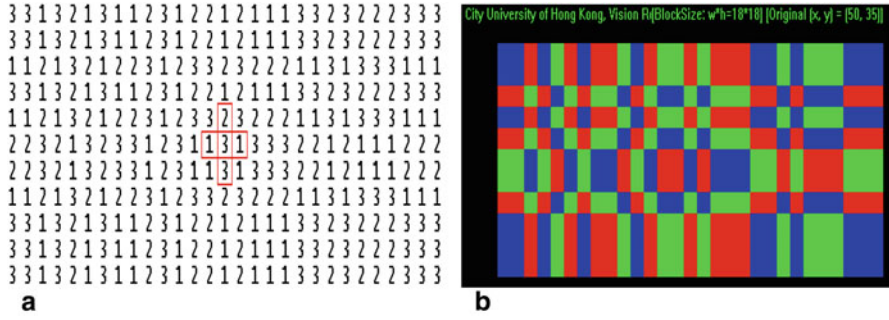 3 3 1 3 2 1 3 1 1 2 3 1 2 2 1 2 1 1 1 3 3 2 3 2 2 2 3 3 3
3 3 1 3 2 1 3 1 1 2 3 1 2 2 1 2 1 1 1 3 3 2 3 2 2 2 3 3 3
1 1 2 1 3 2 1 2 2 3 1 2 3 3 2 3 2 2 2 1 1 3 1 3 3 3 1 1 1
3 3 1 3 2 1 3 1 1 2 3 1 2 2 1 2 1 1 1 3 3 2 3 2 2 2 3 3 3
1 1 2 1 3 2 1 2 2 3 1 2 3 3 2 3 2 2 2 1 1 3 1 3 3 3 1 1 1
2 2 3 2 1 3 2 3 3 1 2 3 1 1 3 1 3 3 3 2 2 1 2 1 1 1 2 2 2
2 2 3 2 1 3 2 3 3 1 2 3 1 1 3 1 3 3 3 2 2 1 2 1 1 1 2 2 2
1 1 2 1 3 2 1 2 2 3 1 2 3 3 2 3 2 2 2 1 1 3 1 3 3 3 1 1 1
3 3 1 3 2 1 3 1 1 2 3 1 2 2 1 2 1 1 1 3 3 2 3 2 2 2 3 3 3
3 3 1 3 2 1 3 1 1 2 3 1 2 2 1 2 1 1 1 3 3 2 3 2 2 2 3 3 3
3 3 1 3 2 1 3 1 1 2 3 1 2 2 1 2 1 1 1 3 3 2 3 2 2 2 3 3 3
a
City University of Hong Kong, Vision [BlockSize: w*h=18*18] [Original (x, y) = (50, 35)]
b